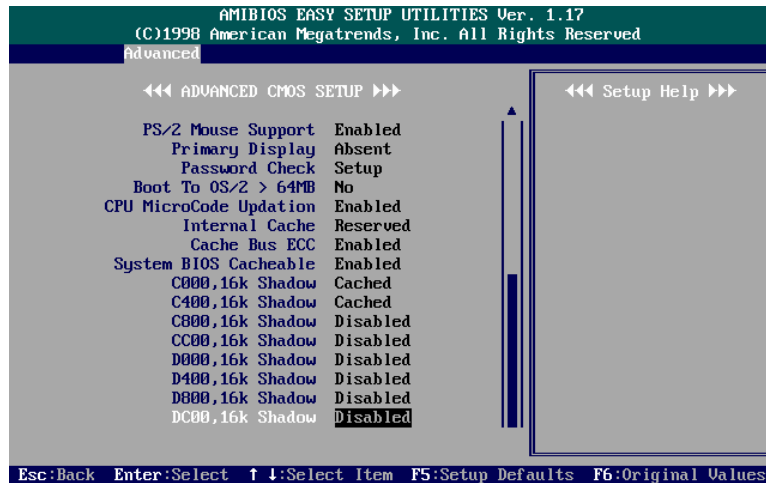 AMIBIOS EASY SETUP UTILITIES Ver. 1.17
(C)1998 American Megatrends, Inc. All Rights Reserved
Advanced
ADVANCED CMOS SETUP
Setup Help
PS/2 Mouse Support Enabled
Primary Display Absent
Password Check Setup
Boot To OS/2 > 64MB No
CPU MicroCode Updation Enabled
Internal Cache Reserved
Cache Bus ECC Enabled
System BIOS Cacheable Enabled
C000,16k Shadow Cached
C400,16k Shadow Cached
C800,16k Shadow Disabled
CC00,16k Shadow Disabled
D000,16k Shadow Disabled
D400,16k Shadow Disabled
D800,16k Shadow Disabled
DC00,16k Shadow Disabled
Esc:Back Enter:Select ↑ ↓:Select Item F5:Setup Defaults F6:Original Values